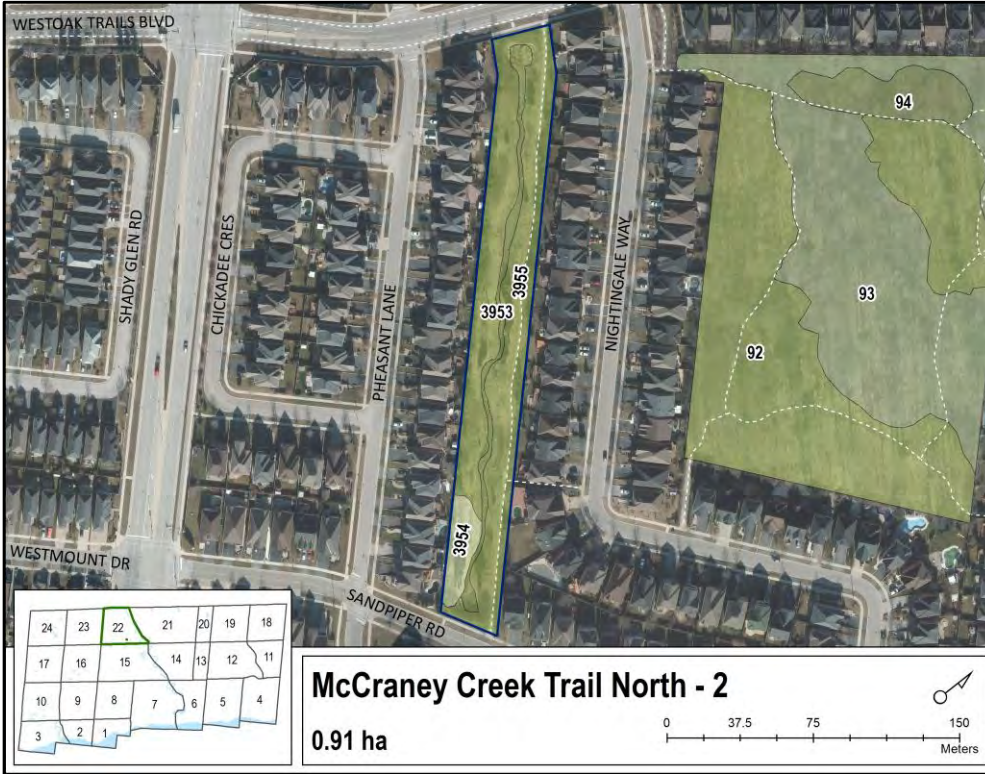 WESTOAK TRAILS BLVD
94
SHADY GLEN RD
CHICKADEE CRES
PHEASANT LANE
3953
3955
NIGHTINGALE WAY
93
92
3954
WESTMOUNT DR
SANDPIPER RD
24 23 22 21 20 19 18
17 16 15 14 13 12 11
10 9 8 7 6 5 4
3 2 1
McCraney Creek Trail North - 2
0.91 ha
0 37.5 75 150
Meters